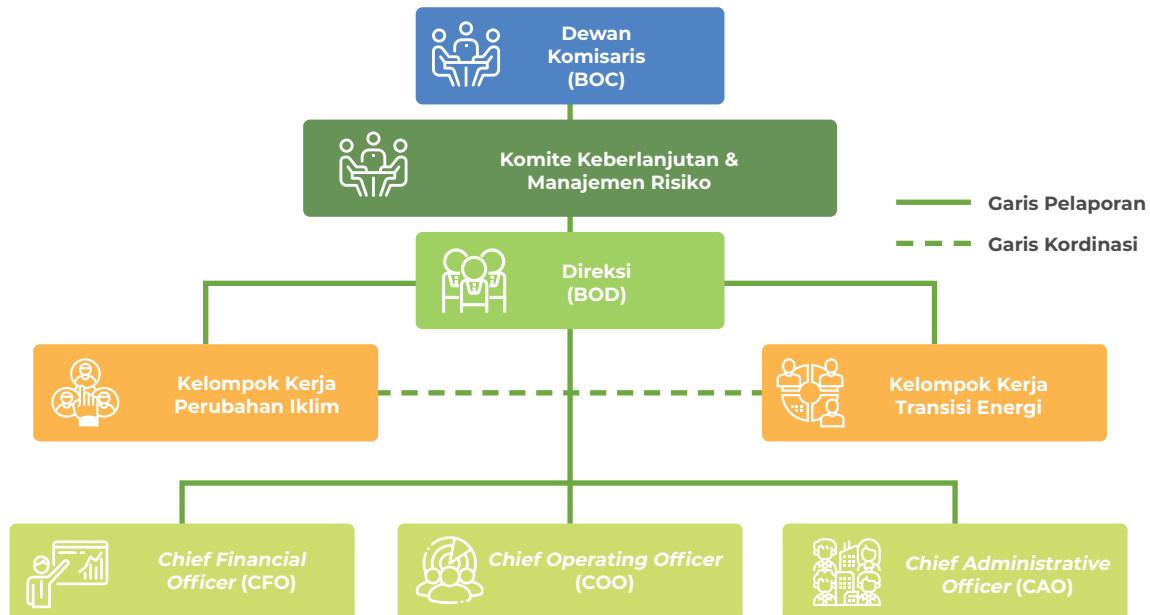 Dewan
Komisaris
(BOC)
Komite Keberlanjutan &
Manajemen Risiko
Garis Pelaporan
Garis Kordinasi
Direksi
(BOD)
Kelompok Kerja
Perubahan Iklim
Kelompok Kerja
Transisi Energi
Chief Financial
Officer (CFO)
Chief Operating Officer
(COO)
Chief Administrative
Officer (CAO)